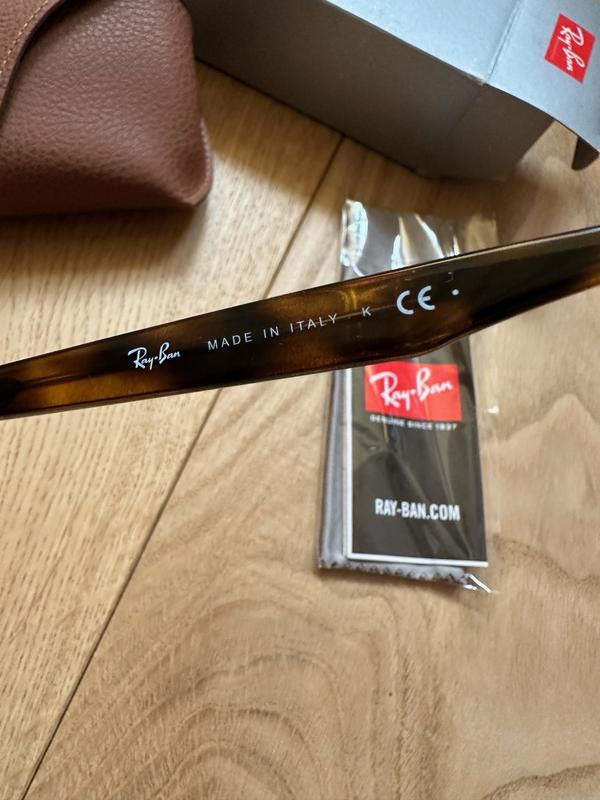 Ray-Ban
Ray-Ban MADE IN ITALY - K CE
Ray-Ban
GENUINE SINCE 1937
RAY-BAN.COM